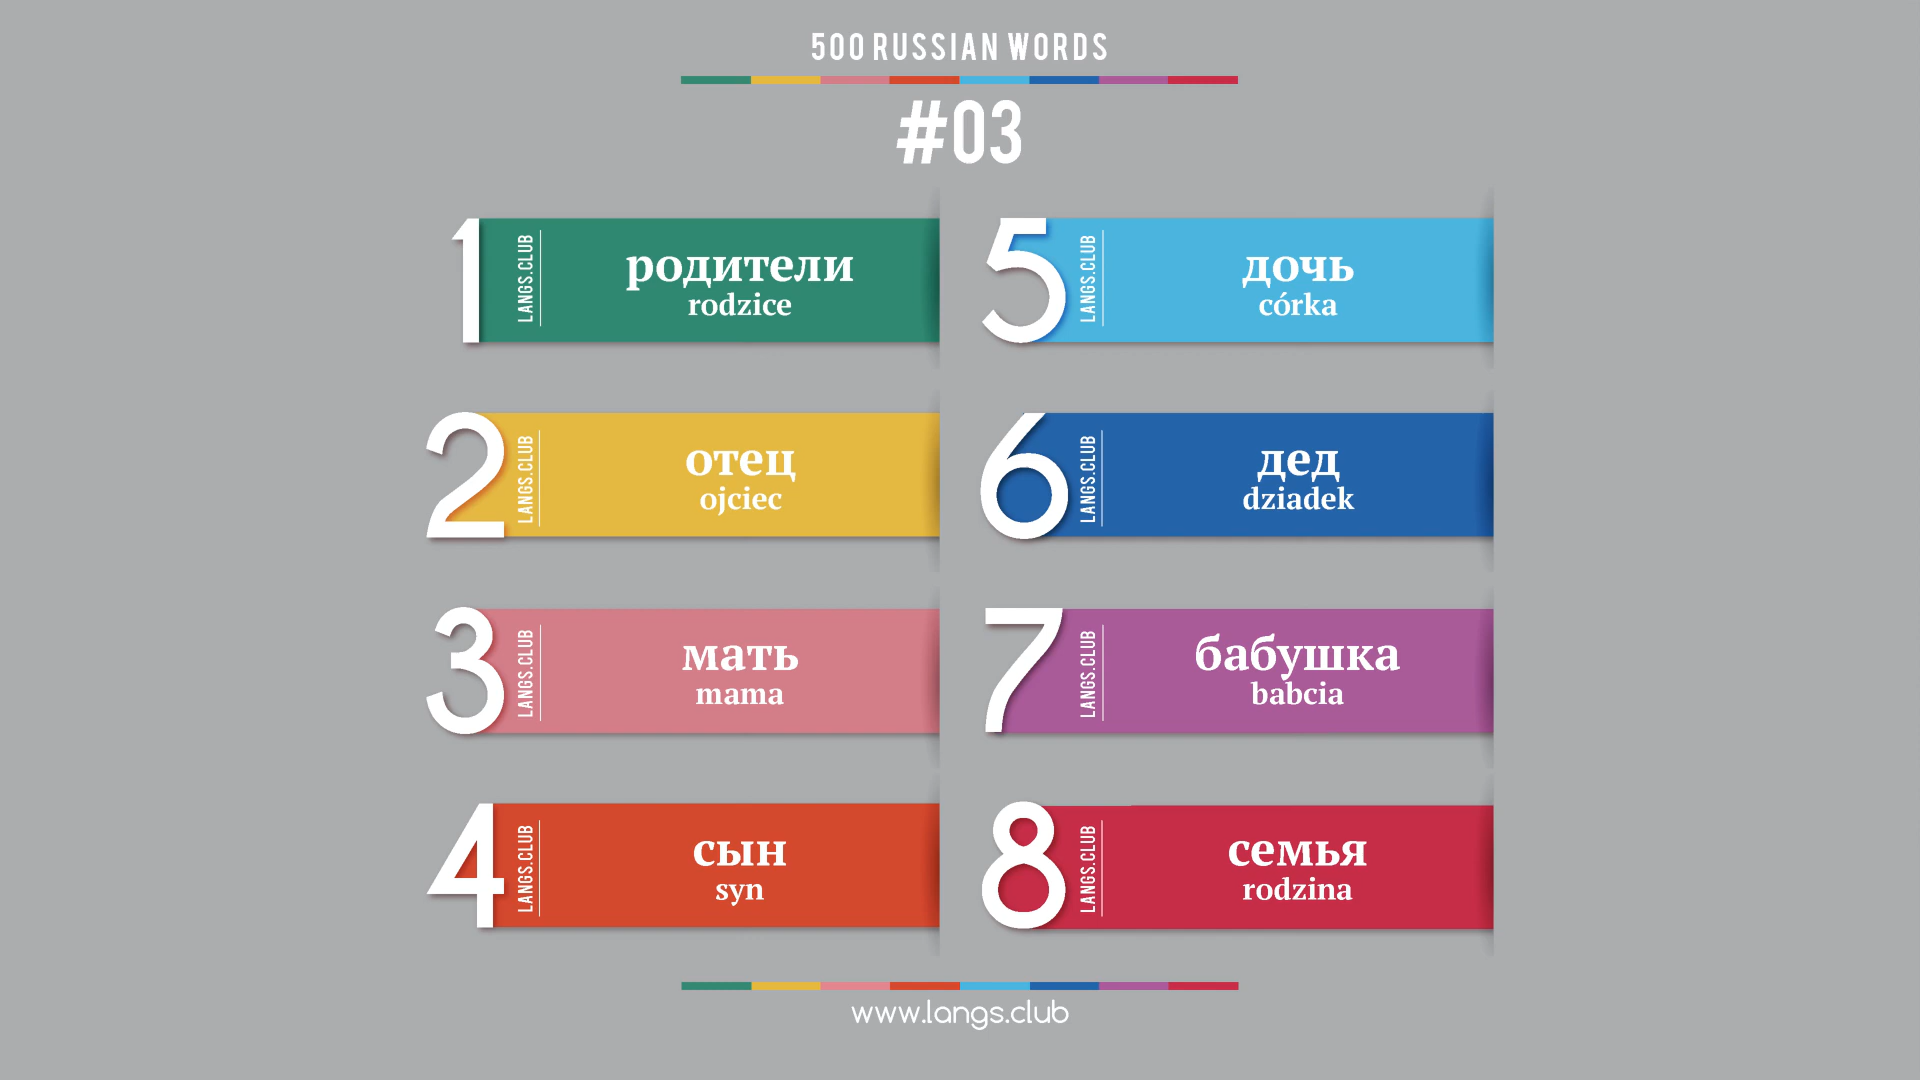 500 RUSSIAN WORDS
#03
1
LANGS.CLUB
родители
rodzice
2
LANGS.CLUB
отец
ojciec
3
LANGS.CLUB
мать
mama
4
LANGS.CLUB
сын
syn
5
LANGS.CLUB
дочь
córka
6
LANGS.CLUB
дед
dziadek
7
LANGS.CLUB
бабушка
babcia
8
LANGS.CLUB
семья
rodzina
www.langs.club